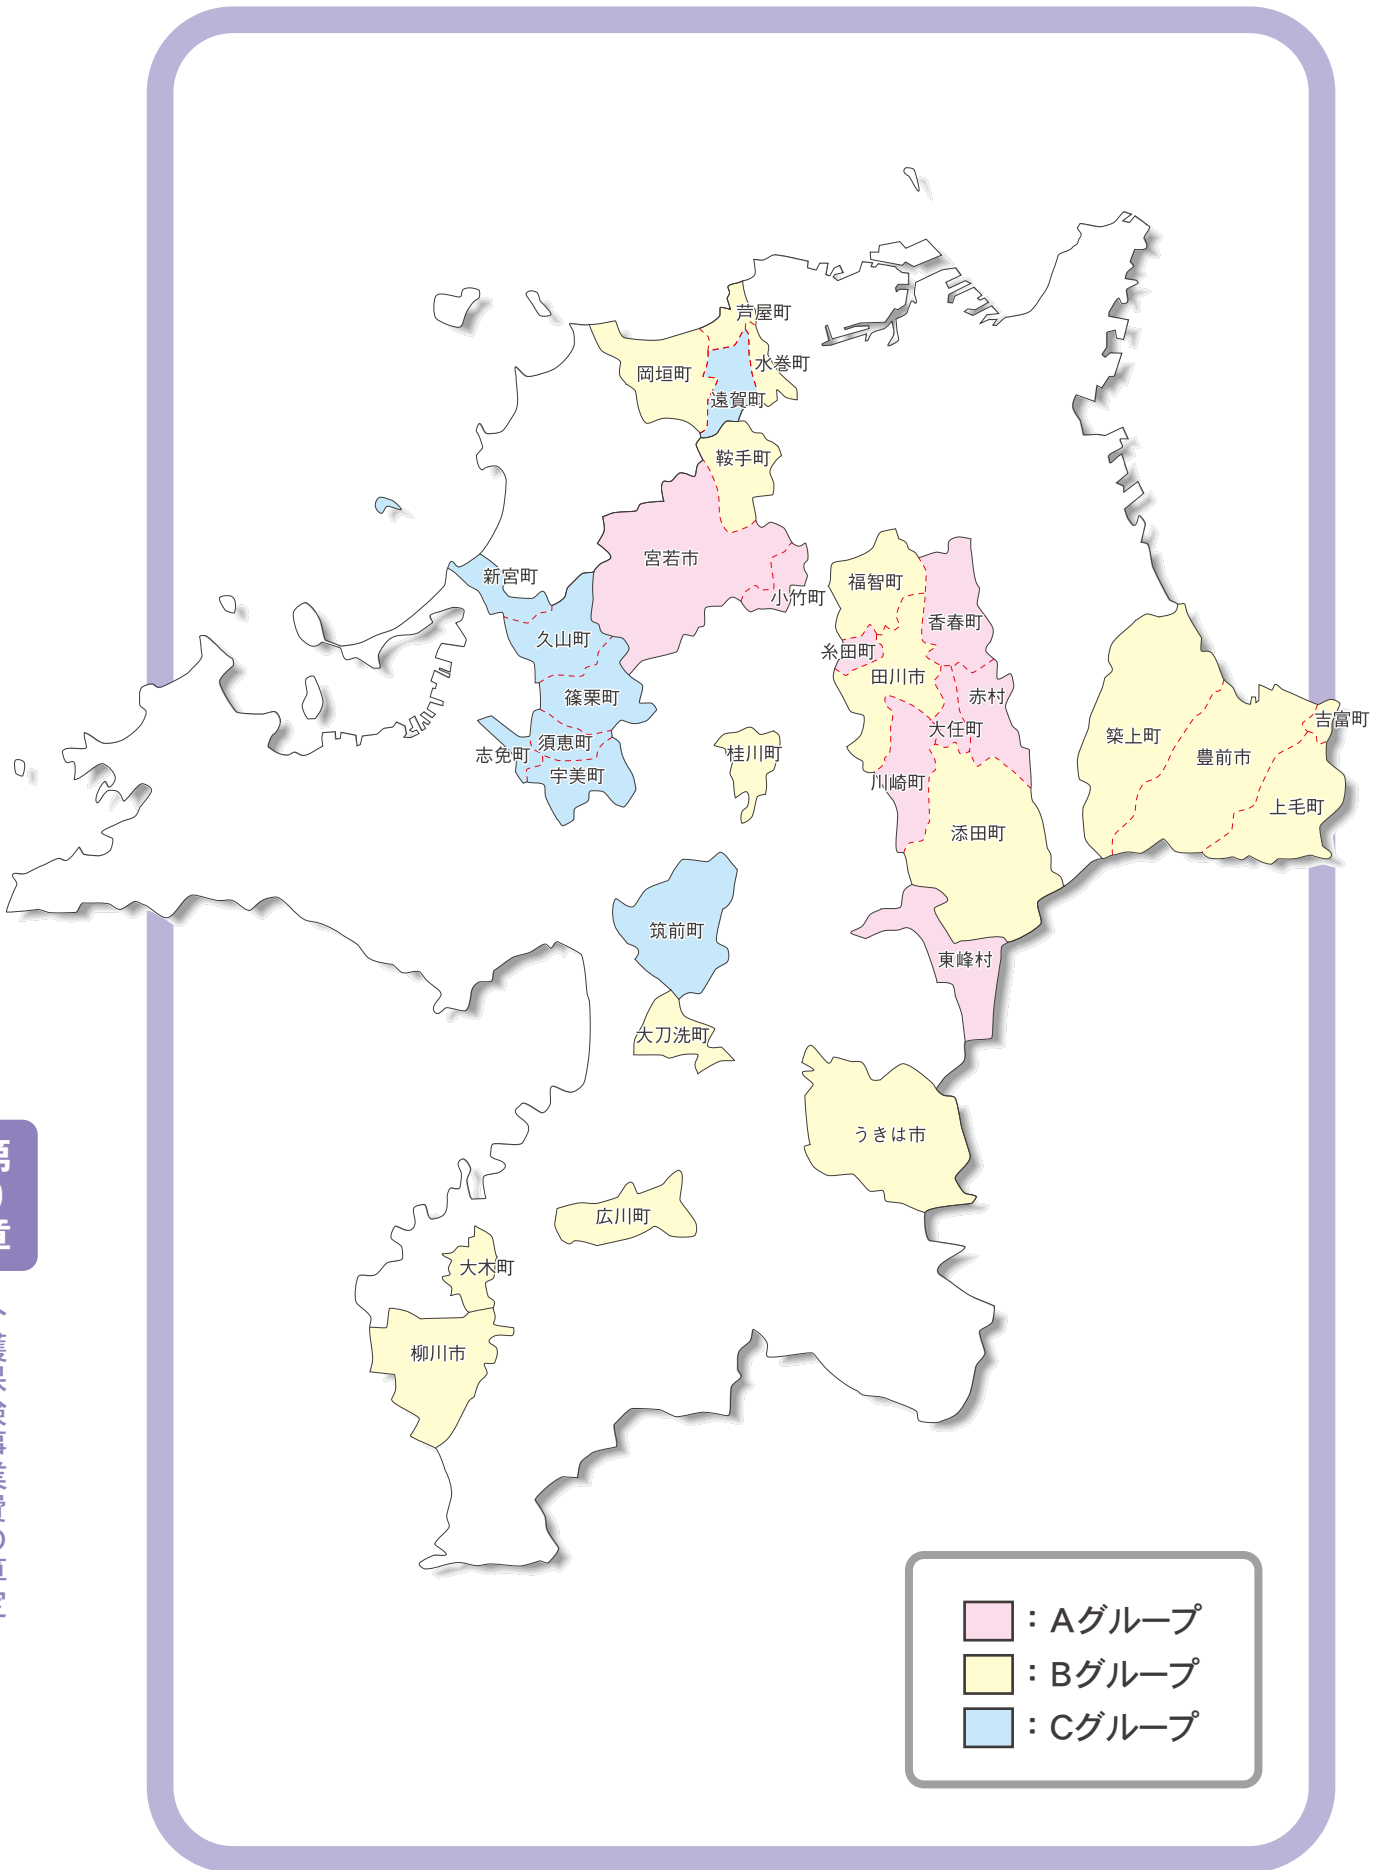 芦屋町
水巻町
岡垣町
遠賀町
鞍手町
宮若市
小竹町
新宮町
久山町
篠栗町
志免町
須恵町
宇美町
福智町
香春町
糸田町
田川市
赤村
大任町
川崎町
添田町
桂川町
築上町
豊前市
吉富町
上毛町
筑前町
東峰村
大刀洗町
うきは市
広川町
大木町
柳川市
：Aグループ
：Bグループ
：Cグループ